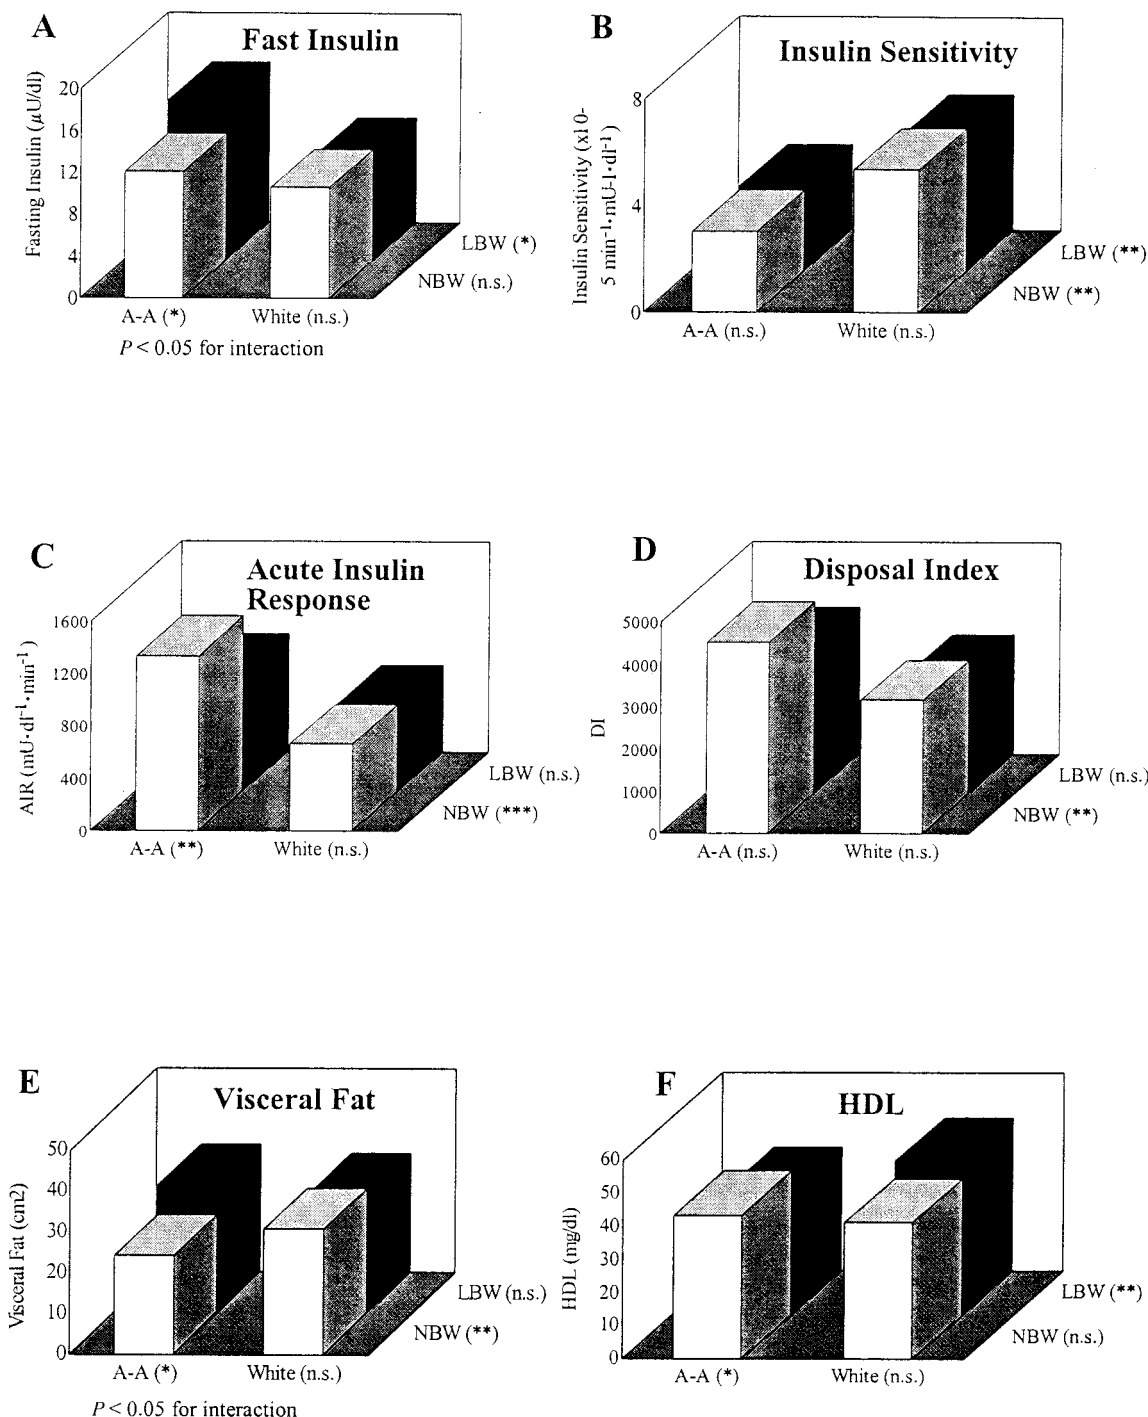 A
Fast Insulin
Fasting Insulin (µU/dl)
20
16
12
8
4
0
LBW (*)
NBW (n.s.)
A-A (*)
White (n.s.)
P < 0.05 for interaction
B
Insulin Sensitivity
Insulin Sensitivity (x10-
5 min⁻¹·mU-1·dl⁻¹)
8
4
0
LBW (**)
NBW (**)
A-A (n.s.)
White (n.s.)
C
Acute Insulin
Response
AIR (mU·dl⁻¹·min⁻¹)
1600
1200
800
400
0
LBW (n.s.)
NBW (***)
A-A (**)
White (n.s.)
D
Disposal Index
DI
5000
4000
3000
2000
1000
0
LBW (n.s.)
NBW (**)
A-A (n.s.)
White (n.s.)
E
Visceral Fat
Visceral Fat (cm2)
50
40
30
20
10
0
LBW (n.s.)
NBW (**)
A-A (*)
White (n.s.)
P < 0.05 for interaction
F
HDL
HDL (mg/dl)
60
50
40
30
20
10
0
LBW (**)
NBW (n.s.)
A-A (*)
White (n.s.)